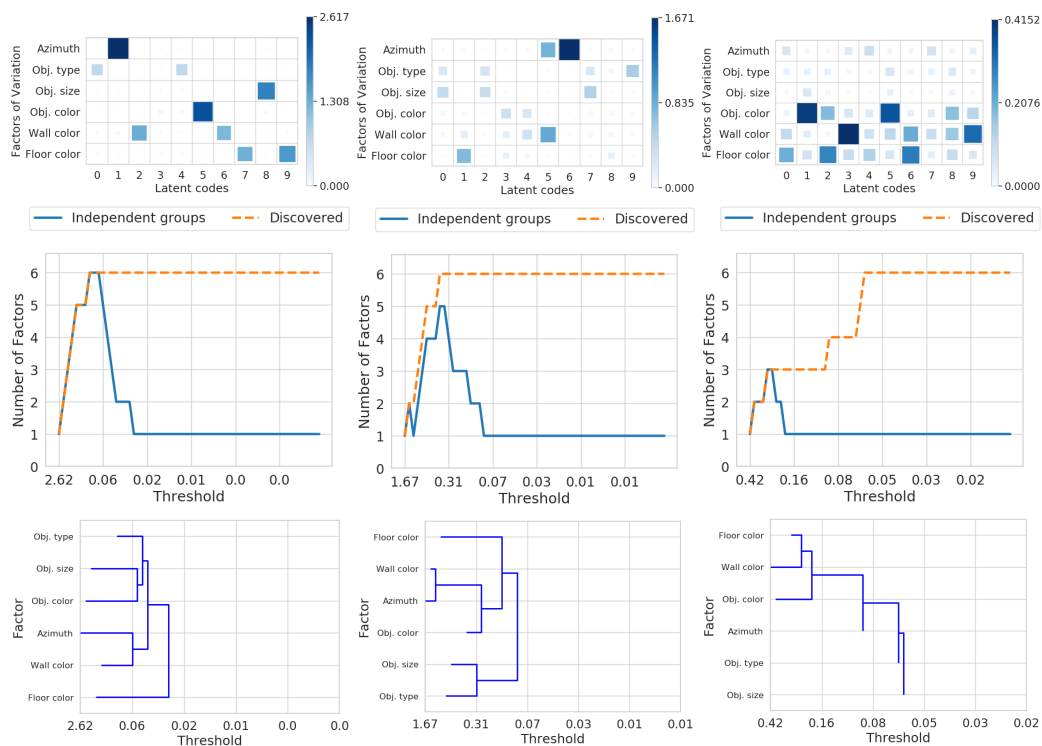 2.617
1.308
0.000
Factors of Variation
Azimuth
Obj. type
Obj. size
Obj. color
Wall color
Floor color
0 1 2 3 4 5 6 7 8 9
Latent codes
1.671
0.835
0.000
Factors of Variation
Azimuth
Obj. type
Obj. size
Obj. color
Wall color
Floor color
0 1 2 3 4 5 6 7 8 9
Latent codes
0.4152
0.2076
0.0000
Factors of Variation
Azimuth
Obj. type
Obj. size
Obj. color
Wall color
Floor color
0 1 2 3 4 5 6 7 8 9
Latent codes
Independent groups Discovered
Independent groups Discovered
Independent groups Discovered
Number of Factors
6
5
4
3
2
1
0
2.62 0.06 0.02 0.01 0.0 0.0
Threshold
Number of Factors
6
5
4
3
2
1
0
1.67 0.31 0.07 0.03 0.01 0.01
Threshold
Number of Factors
6
5
4
3
2
1
0
0.42 0.16 0.08 0.05 0.03 0.02
Threshold
Factor
Obj. type
Obj. size
Obj. color
Azimuth
Wall color
Floor color
2.62 0.06 0.02 0.01 0.0 0.0
Threshold
Factor
Floor color
Wall color
Azimuth
Obj. color
Obj. size
Obj. type
1.67 0.31 0.07 0.03 0.01 0.01
Threshold
Factor
Floor color
Wall color
Obj. color
Azimuth
Obj. type
Obj. size
0.42 0.16 0.08 0.05 0.03 0.02
Threshold